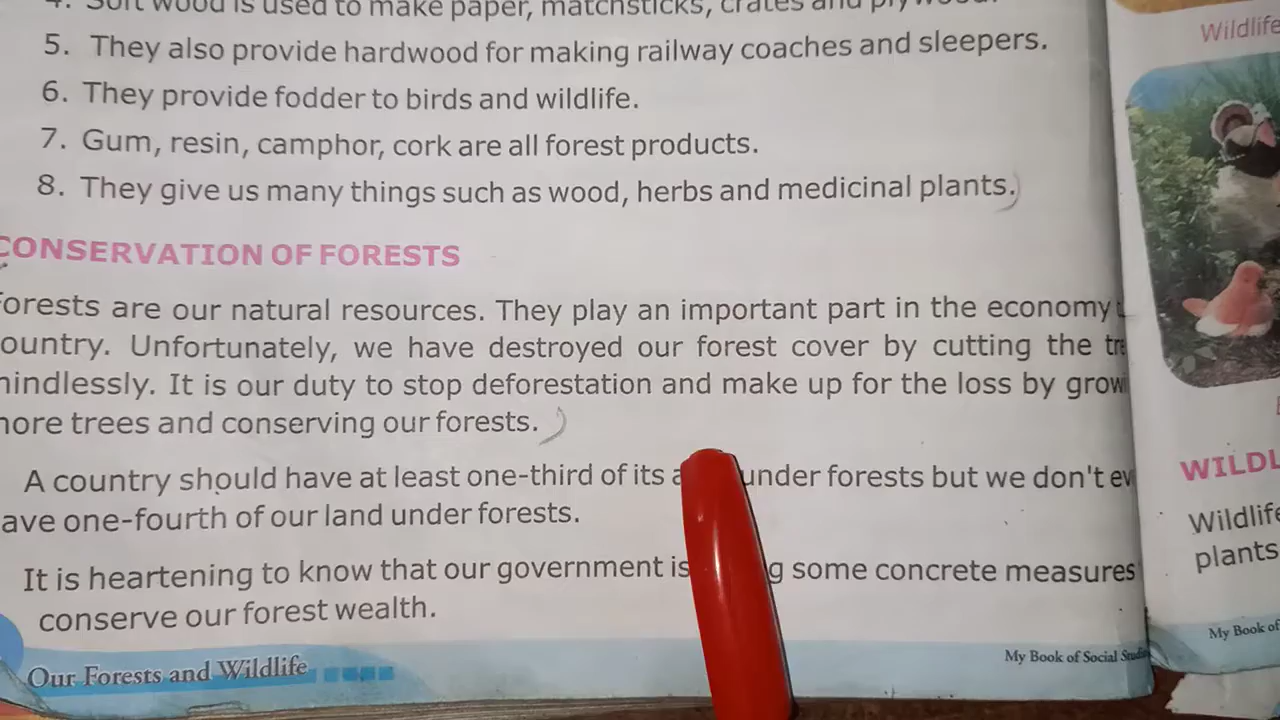 4. Soft wood is used to make paper, matchsticks, crates and plywood.
5. They also provide hardwood for making railway coaches and sleepers.
6. They provide fodder to birds and wildlife.
7. Gum, resin, camphor, cork are all forest products.
8. They give us many things such as wood, herbs and medicinal plants.
CONSERVATION OF FORESTS
Forests are our natural resources. They play an important part in the economy
ountry. Unfortunately, we have destroyed our forest cover by cutting the
mindlessly. It is our duty to stop deforestation and make up for the loss by grow
more trees and conserving our forests.
A country should have at least one-third of its under forests but we don't ev
ave one-fourth of our land under forests.
It is heartening to know that our government is some concrete measures
conserve our forest wealth.
Our Forests and Wildlife
My Book of Social
Wildlife
WILDL
Wildlife
plants
My Book of